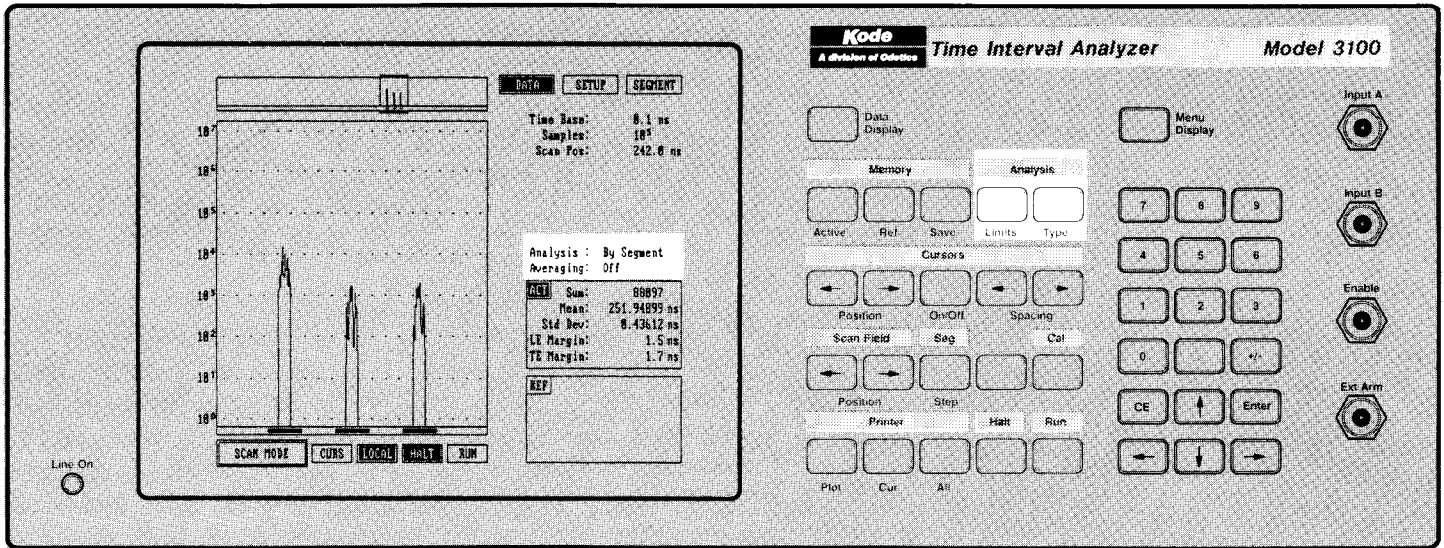 Kode
A division of Odetics
Time Interval Analyzer
Model 3100
DATA SETUP SEGMENT
Time Base: 0.1 ns
Samples: 10⁵
Scan Pos: 242.0 ns
10⁷
10⁶
10⁵
10⁴
10³
10²
10¹
10⁰
Analysis : By Segment
Averaging: Off
ACT
Sum: 88897
Mean: 251.94899 ns
Std Dev: 0.43612 ns
LE Margin: 1.5 ns
TE Margin: 1.7 ns
REF
SCAN MODE CURS LOCAL HALT RUN
Line On
Data Display
Menu Display
Memory
Analysis
Active Ref Save Limits Type
Cursors
Position On/Off Spacing
Scan Field Seg Cal
Position Step
Printer Halt Run
Plot Cur All
7 8 9
4 5 6
1 2 3
0 . +/-
CE Enter
Input A
Input B
Enable
Ext Arm